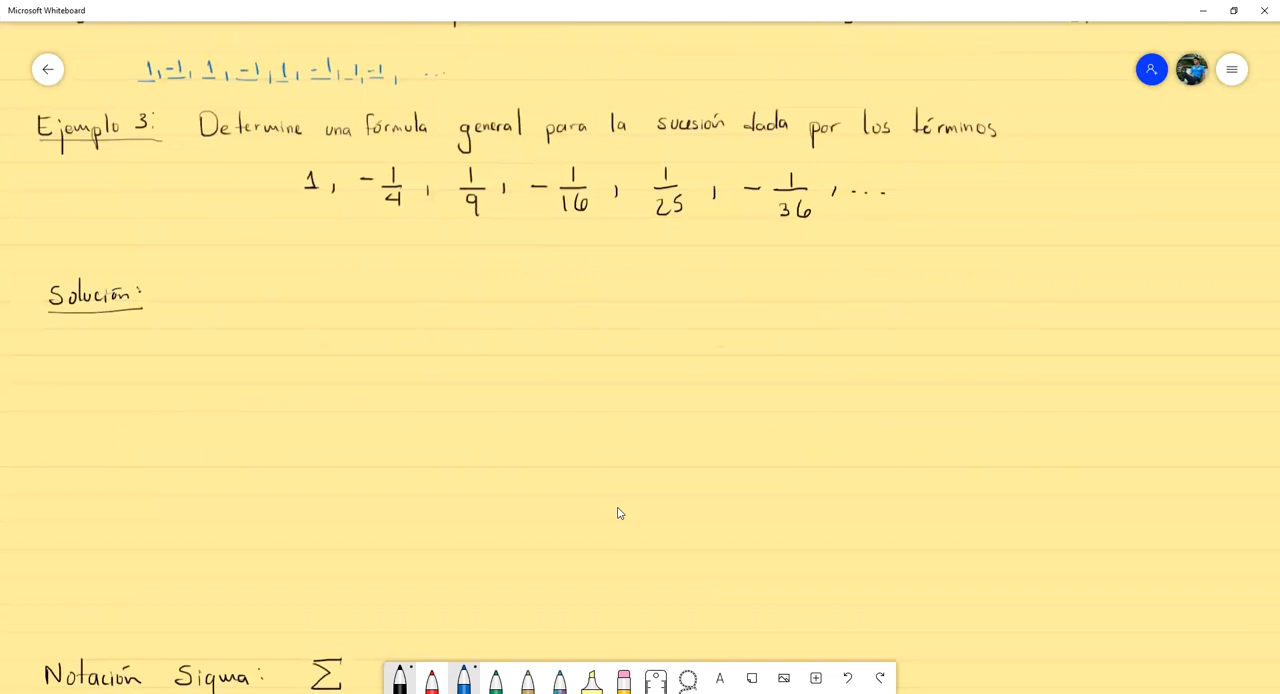 Microsoft Whiteboard
1, -1, 1, -1, 1, -1, 1, -1, ...
Ejemplo 3: Determine una fórmula general para la sucesión dada por los términos
1, -1/4, 1/9, -1/16, 1/25, -1/36, ...
Solución:
Notación Sigma: Σ